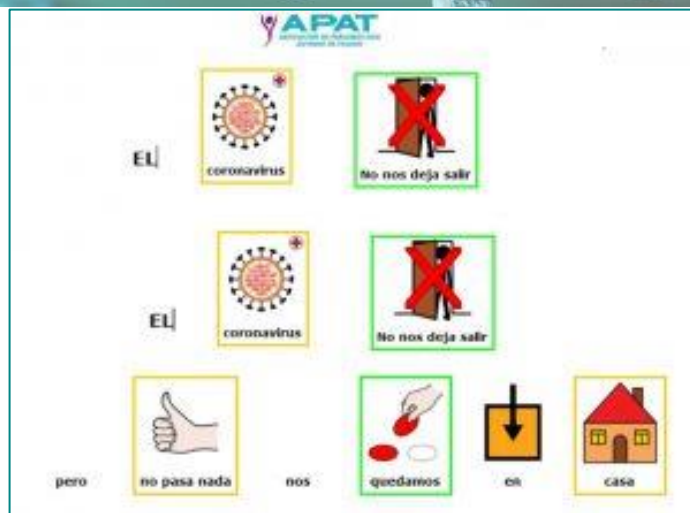 APAT
EL coronavirus No nos deja salir
EL coronavirus No nos deja salir
pero no pasa nada nos quedamos en casa